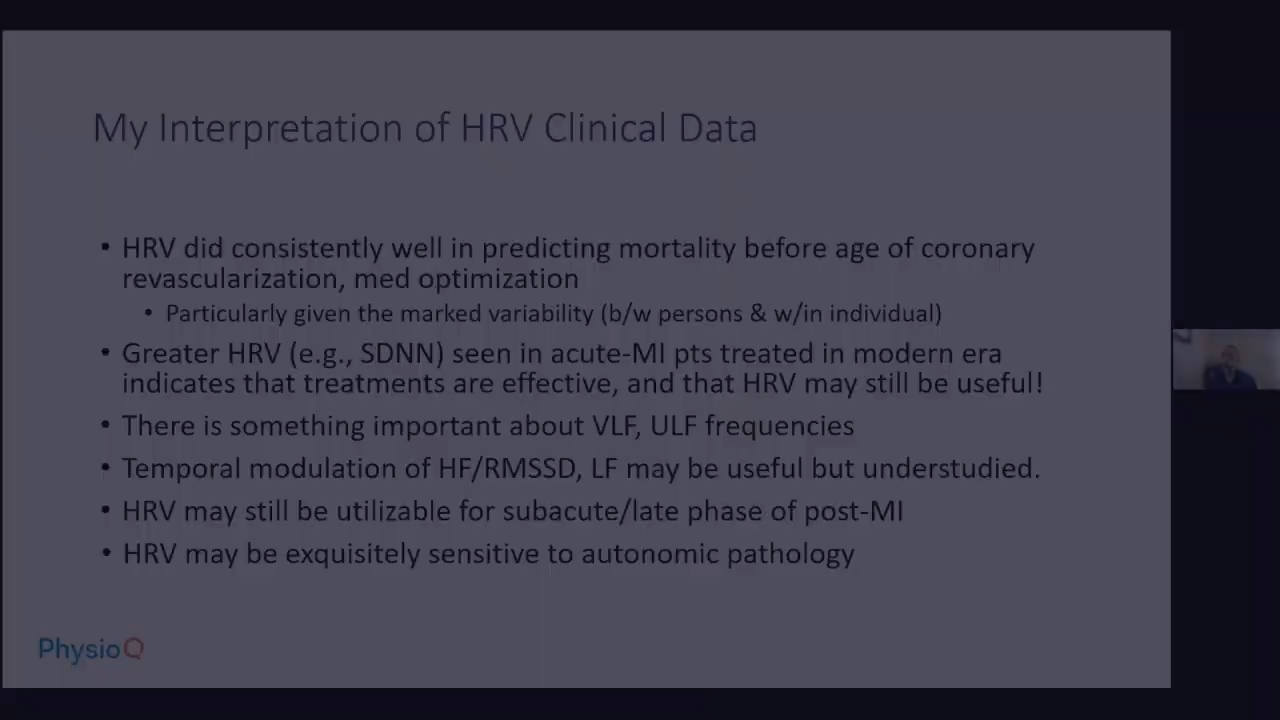 My Interpretation of HRV Clinical Data
• HRV did consistently well in predicting mortality before age of coronary
revascularization, med optimization
• Particularly given the marked variability (b/w persons & w/in individual)
• Greater HRV (e.g., SDNN) seen in acute-MI pts treated in modern era
indicates that treatments are effective, and that HRV may still be useful!
• There is something important about VLF, ULF frequencies
• Temporal modulation of HF/RMSSD, LF may be useful but understudied.
• HRV may still be utilizable for subacute/late phase of post-MI
• HRV may be exquisitely sensitive to autonomic pathology
PhysioQ